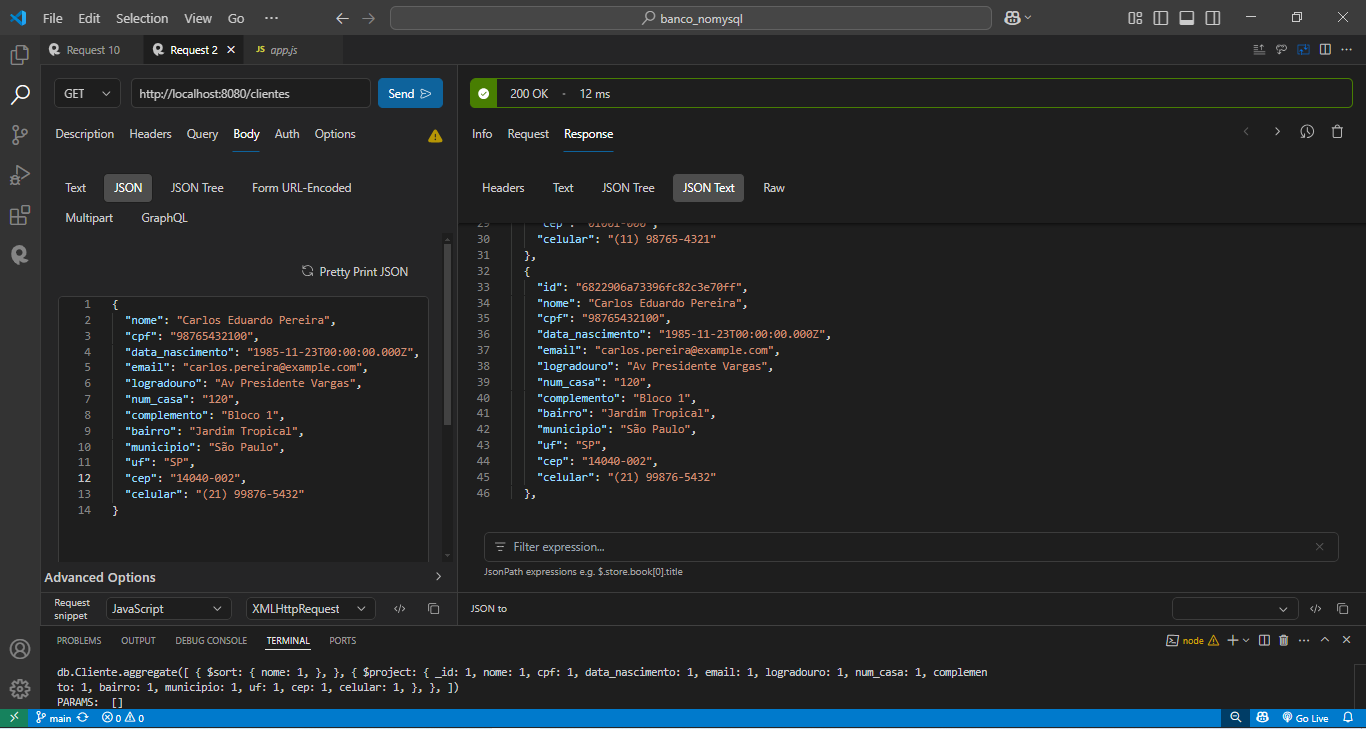 File Edit Selection View Go ··· banco_nomysql
Request 10 Request 2 JS app.js
GET http://localhost:8080/clientes Send
200 OK - 12 ms
Description Headers Query Body Auth Options
Info Request Response
Text JSON JSON Tree Form URL-Encoded
Multipart GraphQL
Headers Text JSON Tree JSON Text Raw
Pretty Print JSON
1 {
2 "nome": "Carlos Eduardo Pereira",
3 "cpf": "98765432100",
4 "data_nascimento": "1985-11-23T00:00:00.000Z",
5 "email": "carlos.pereira@example.com",
6 "logradouro": "Av Presidente Vargas",
7 "num_casa": "120",
8 "complemento": "Bloco 1",
9 "bairro": "Jardim Tropical",
10 "municipio": "São Paulo",
11 "uf": "SP",
12 "cep": "14040-002",
13 "celular": "(21) 99876-5432"
14 }
30 "celular": "(11) 98765-4321"
31 },
32 {
33 "id": "6822906a73396fc82c3e70ff",
34 "nome": "Carlos Eduardo Pereira",
35 "cpf": "98765432100",
36 "data_nascimento": "1985-11-23T00:00:00.000Z",
37 "email": "carlos.pereira@example.com",
38 "logradouro": "Av Presidente Vargas",
39 "num_casa": "120",
40 "complemento": "Bloco 1",
41 "bairro": "Jardim Tropical",
42 "municipio": "São Paulo",
43 "uf": "SP",
44 "cep": "14040-002",
45 "celular": "(21) 99876-5432"
46 },
Filter expression...
JsonPath expressions e.g. $.store.book[0].title
Advanced Options
Request snippet JavaScript XMLHttpRequest
JSON to
PROBLEMS OUTPUT DEBUG CONSOLE TERMINAL PORTS node
db.Cliente.aggregate([ { $sort: { nome: 1, }, }, { $project: { _id: 1, nome: 1, cpf: 1, data_nascimento: 1, email: 1, logradouro: 1, num_casa: 1, complemen
to: 1, bairro: 1, municipio: 1, uf: 1, cep: 1, celular: 1, }, }, ])
PARAMS: []
main 0 0 Go Live